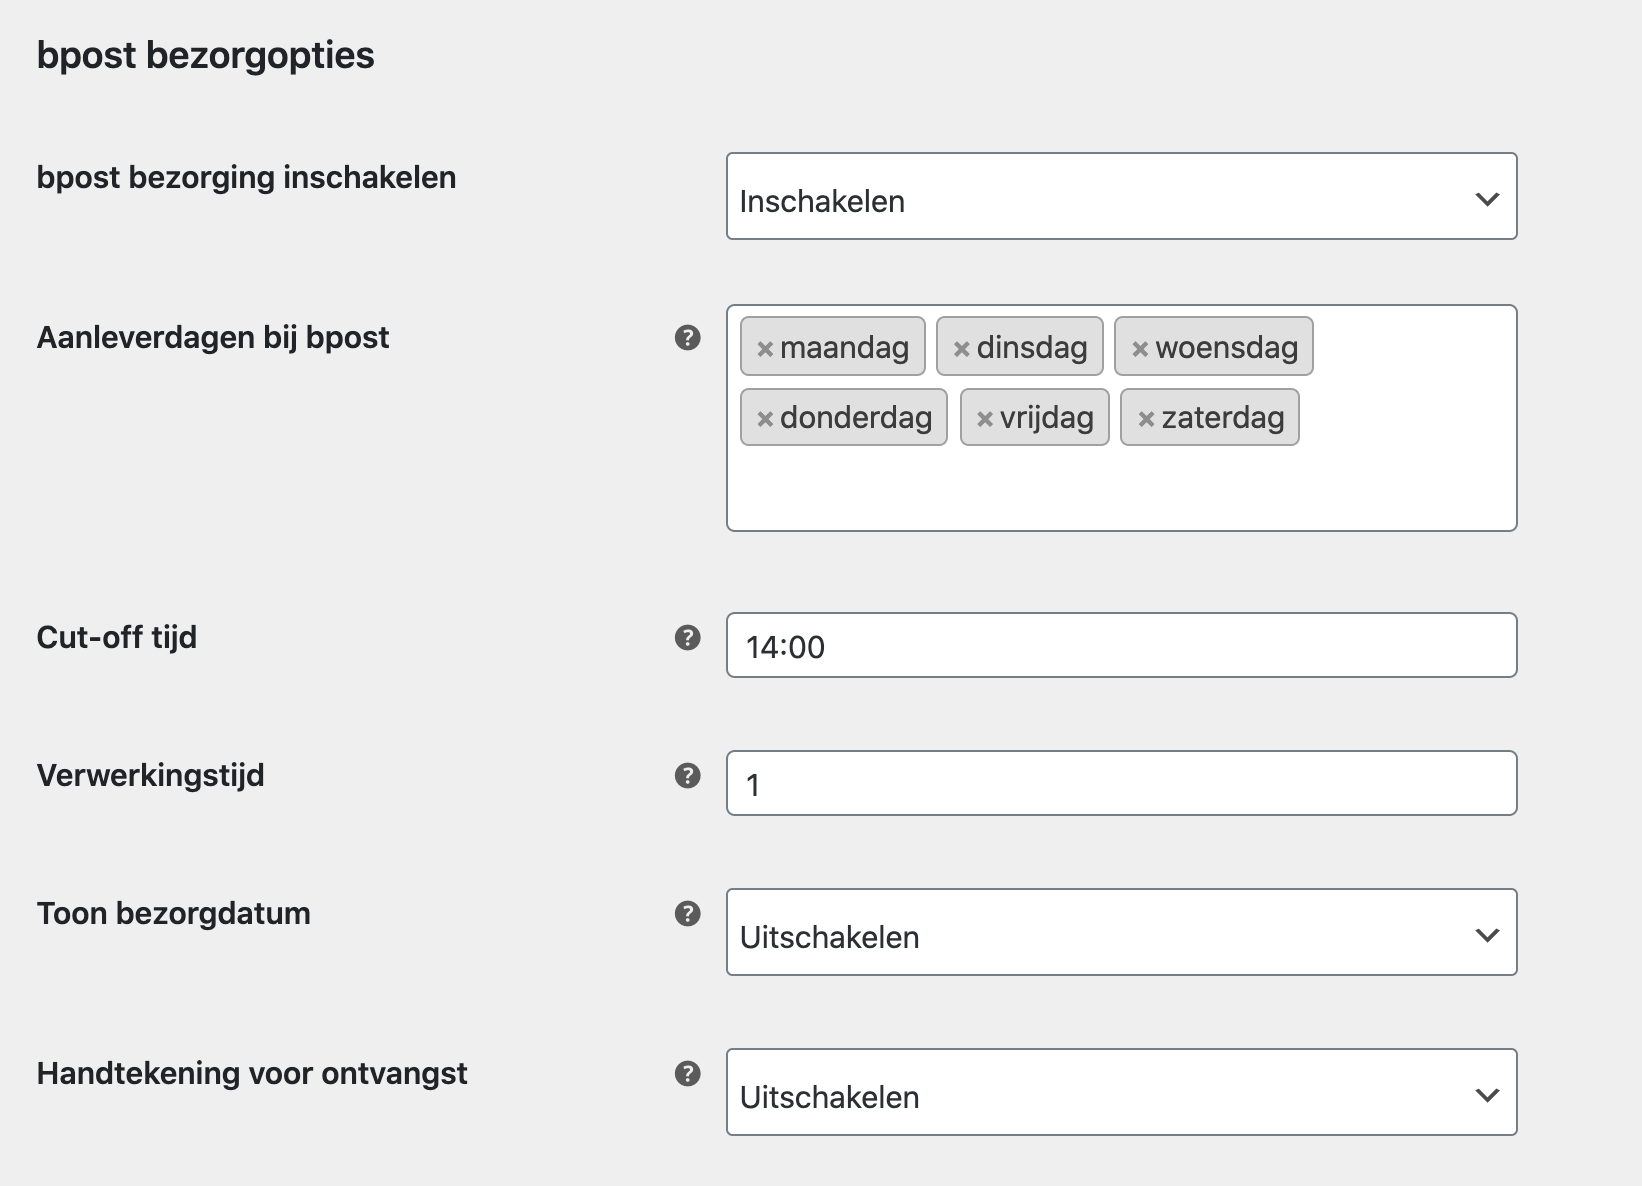 bpost bezorgopties
bpost bezorging inschakelen
Inschakelen
Aanleverdagen bij bpost ?
× maandag × dinsdag × woensdag
× donderdag × vrijdag × zaterdag
Cut-off tijd ?
14:00
Verwerkingstijd ?
1
Toon bezorgdatum ?
Uitschakelen
Handtekening voor ontvangst ?
Uitschakelen